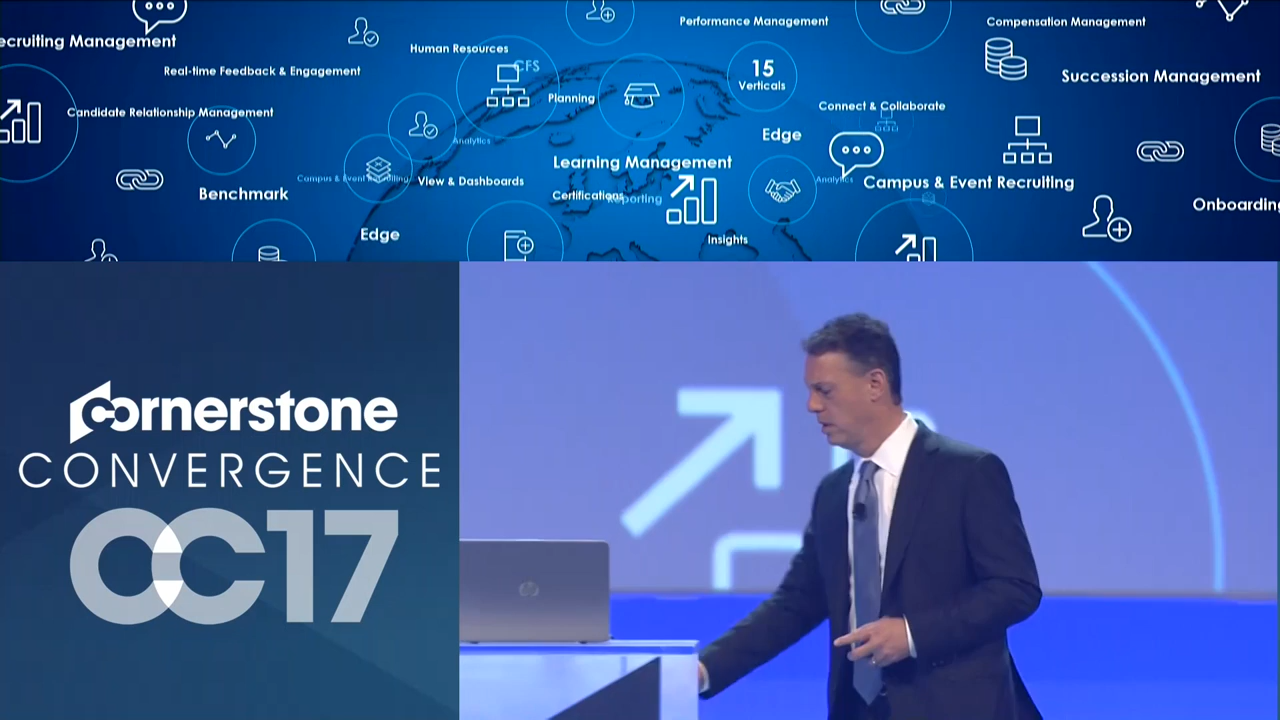 Performance Management
Compensation Management
ecruiting Management
Human Resources
Real-time Feedback & Engagement
CFS
15
Verticals
Succession Management
Planning
Candidate Relationship Management
Connect & Collaborate
Edge
Analytics
Learning Management
Campus & Event Recruiting
View & Dashboards
Analytics
Campus & Event Recruiting
Benchmark
Certifications
Reporting
Onboarding
Edge
Insights
Cornerstone
CONVERGENCE
CC17
hp